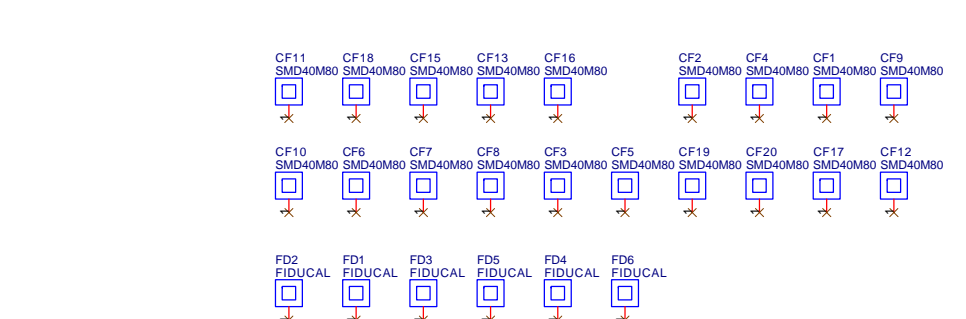 CF11 CF18 CF15 CF13 CF16 CF2 CF4 CF1 CF9
SMD40M80 SMD40M80 SMD40M80 SMD40M80 SMD40M80 SMD40M80 SMD40M80 SMD40M80 SMD40M80
CF10 CF6 CF7 CF8 CF3 CF5 CF19 CF20 CF17 CF12
SMD40M80 SMD40M80 SMD40M80 SMD40M80 SMD40M80 SMD40M80 SMD40M80 SMD40M80 SMD40M80 SMD40M80
FD2 FD1 FD3 FD5 FD4 FD6
FIDUCAL FIDUCAL FIDUCAL FIDUCAL FIDUCAL FIDUCAL